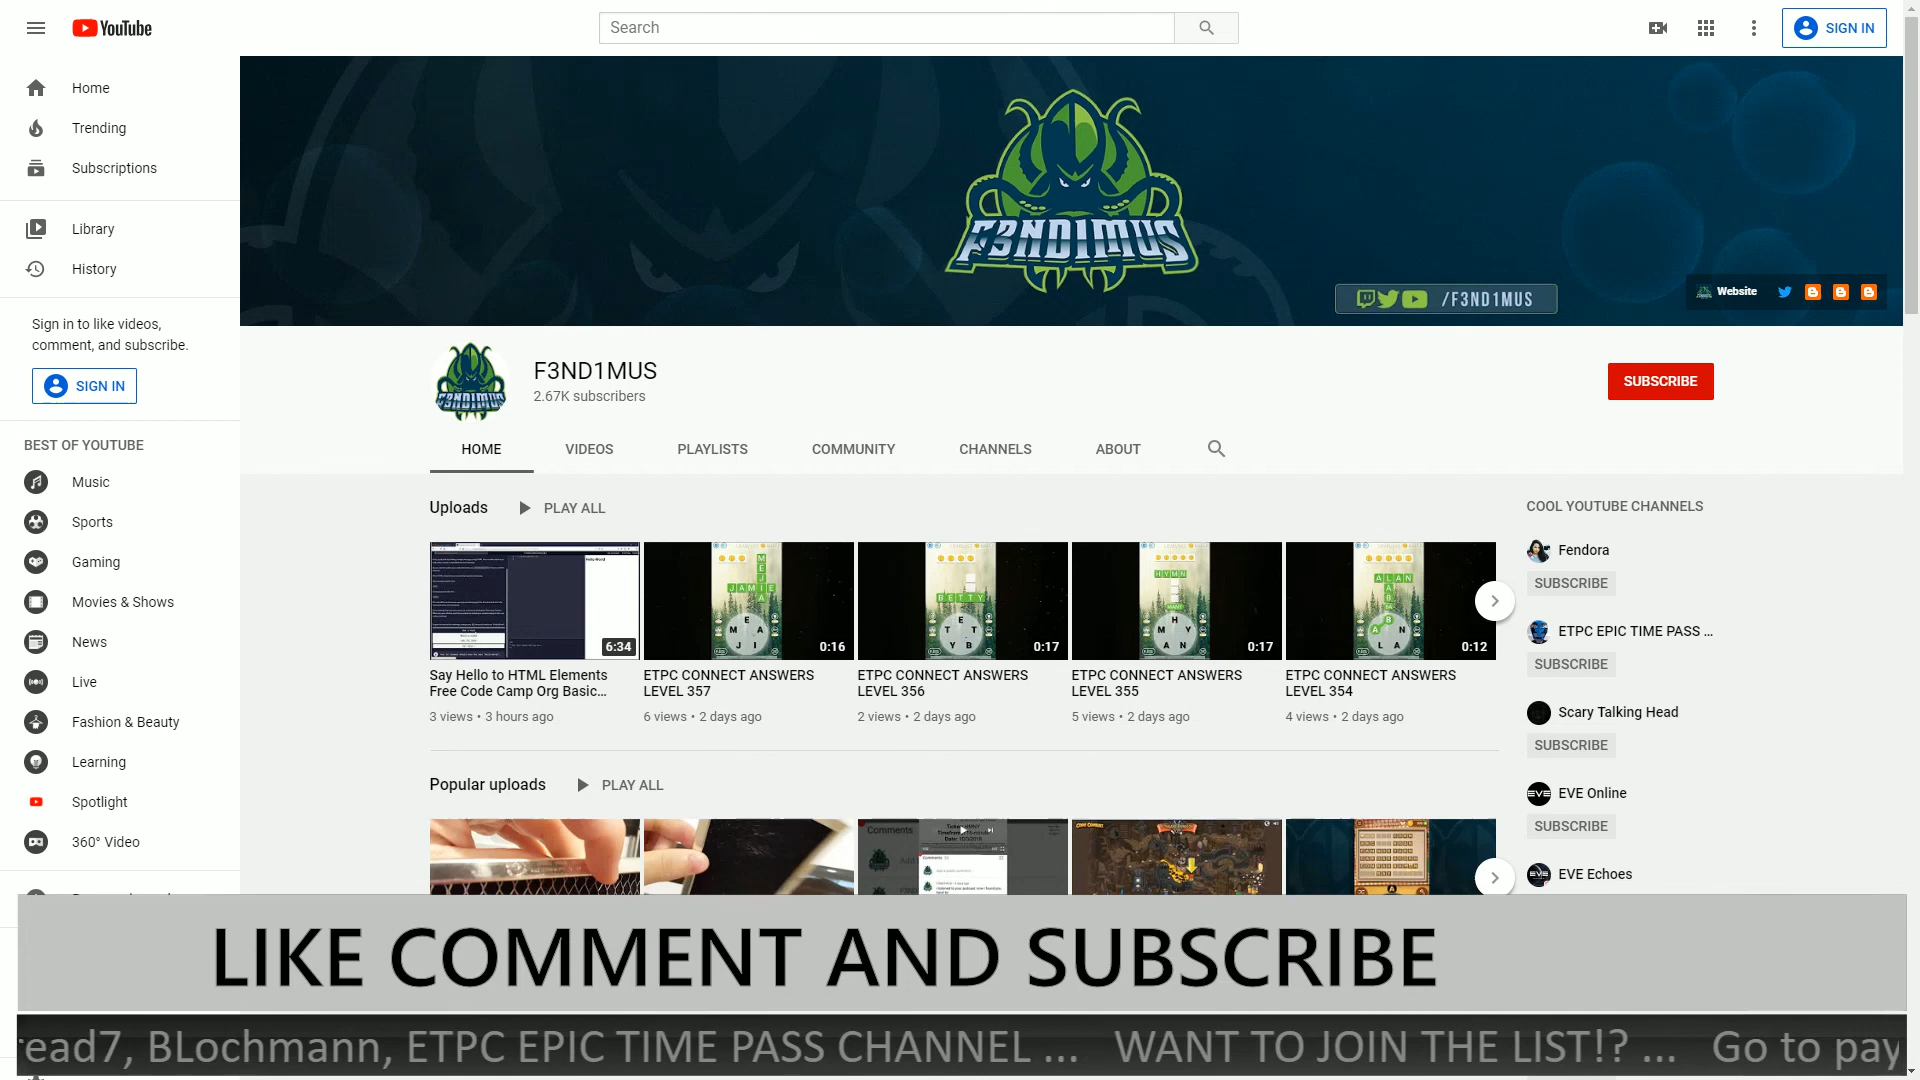 YouTube
Search
SIGN IN
Home
Trending
Subscriptions
Library
History
Sign in to like videos,
comment, and subscribe.
SIGN IN
BEST OF YOUTUBE
Music
Sports
Gaming
Movies & Shows
News
Live
Fashion & Beauty
Learning
Spotlight
360° Video
F3ND1MUS
/F3ND1MUS
Website
F3ND1MUS
2.67K subscribers
SUBSCRIBE
HOME
VIDEOS
PLAYLISTS
COMMUNITY
CHANNELS
ABOUT
Uploads
PLAY ALL
6:34
Say Hello to HTML Elements
Free Code Camp Org Basic...
3 views • 3 hours ago
JAMIE
0:16
ETPC CONNECT ANSWERS
LEVEL 357
6 views • 2 days ago
BETTY
0:17
ETPC CONNECT ANSWERS
LEVEL 356
2 views • 2 days ago
HYMN
0:17
ETPC CONNECT ANSWERS
LEVEL 355
5 views • 2 days ago
ALAN
0:12
ETPC CONNECT ANSWERS
LEVEL 354
4 views • 2 days ago
Popular uploads
PLAY ALL
Comments
COOL YOUTUBE CHANNELS
Fendora
SUBSCRIBE
ETPC EPIC TIME PASS ...
SUBSCRIBE
Scary Talking Head
SUBSCRIBE
EVE Online
SUBSCRIBE
EVE Echoes
LIKE COMMENT AND SUBSCRIBE
read7, BLochmann, ETPC EPIC TIME PASS CHANNEL ... WANT TO JOIN THE LIST!? ... Go to pay